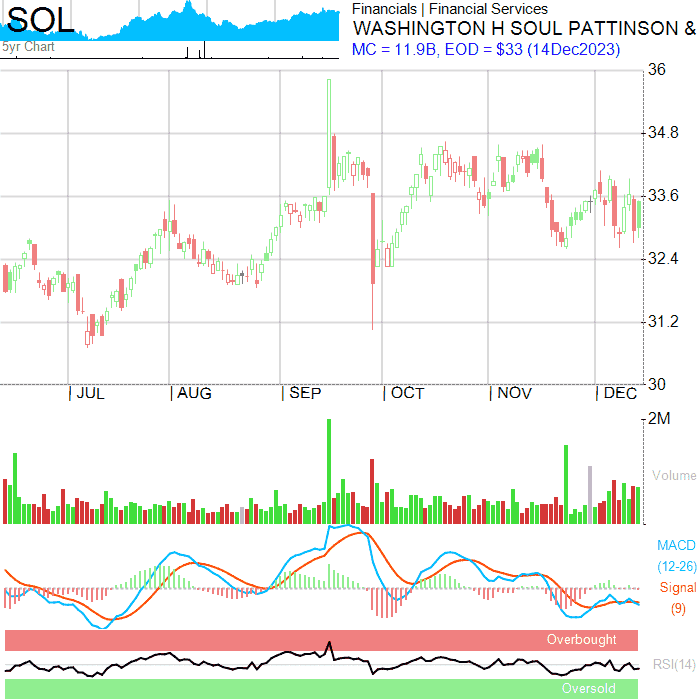 SOL
5yr Chart
Financials | Financial Services
WASHINGTON H SOUL PATTINSON &
MC = 11.9B, EOD = $33 (14Dec2023)
36
34.8
33.6
32.4
31.2
30
JUL
AUG
SEP
OCT
NOV
DEC
2M
Volume
MACD
(12-26)
Signal
(9)
Overbought
RSI(14)
Oversold